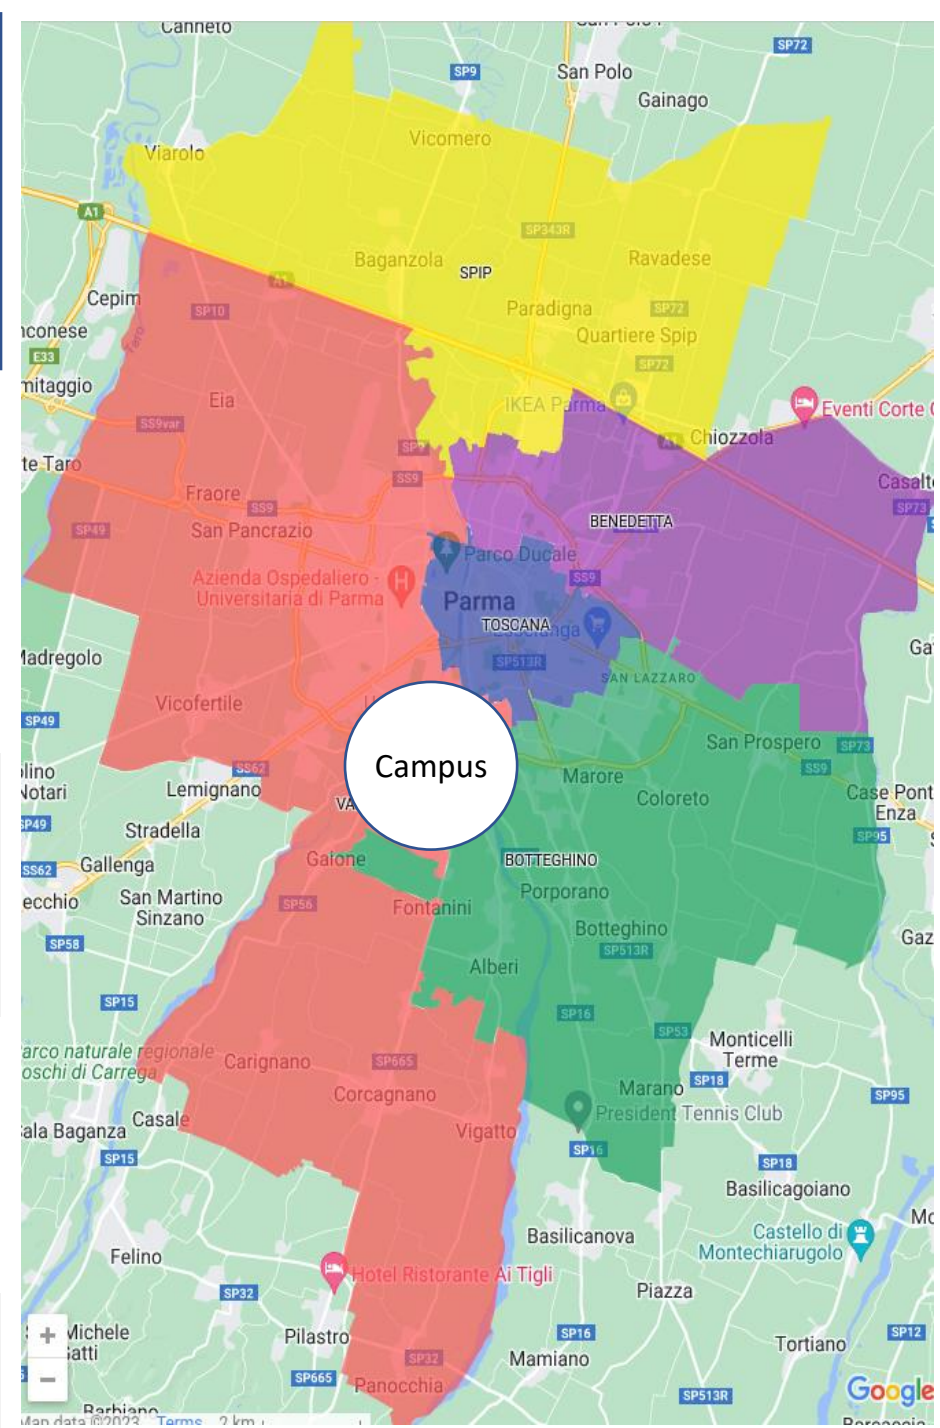 Canneto
SP72
SP9
San Polo
Gainago
Vicomero
Viarolo
A1
SP343R
Baganzola
SPIP
Ravadese
A1
Cepim
SP10
Paradigna
SP72
Quartiere Spip
E33
SP72
Taro
Eia
IKEA Parma
Eventi Corte
SS9var
A1
Chiozzola
SP9
te Taro
SS9
Casalt
Fraore
SS9
SP73
San Pancrazio
BENEDETTA
SP49
Parco Ducale
Azienda Ospedaliero -
Universitaria di Parma
SS9
Parma
TOSCANA
SP513R
Madregolo
SAN LAZZARO
Vicofertile
SP49
San Prospero
SP73
Campus
SS62
SS9
Lemignano
Marore
Notari
Coloreto
Case Pont
Enza
VA
SP49
Stradella
SP95
SS62
Gallenga
Gaione
BOTTEGHINO
San Martino
Sinzano
SP56
Porporano
Fontanini
Botteghino
SP58
SP513R
Gaz
Alberi
SP15
SP16
SP53
Monticelli
Terme
arco naturale regionale
oschi di Carrega
Carignano
SP665
SP18
Marano
Corcagnano
SP95
President Tennis Club
Casale
ala Baganza
Vigatto
SP16
SP15
SP18
Basilicagoiano
Basilicanova
Castello di
Montechiarugolo
Felino
Hotel Ristorante Ai Tigli
SP32
Piazza
+
Michele
Pilastro
SP16
SP12
Tortiano
−
Mamiano
SP32
SP665
Panocchia
SP513R
Google
Barbiano
Map data ©2023 Terms 2 km